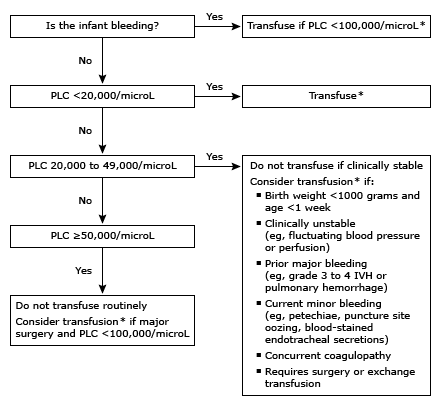 Is the infant bleeding?
Yes
Transfuse if PLC <100,000/microL*
No
PLC <20,000/microL
Yes
Transfuse*
No
PLC 20,000 to 49,000/microL
Yes
Do not transfuse if clinically stable
Consider transfusion* if:
▪ Birth weight <1000 grams and
age <1 week
▪ Clinically unstable
(eg, fluctuating blood pressure
or perfusion)
▪ Prior major bleeding
(eg, grade 3 to 4 IVH or
pulmonary hemorrhage)
▪ Current minor bleeding
(eg, petechiae, puncture site
oozing, blood-stained
endotracheal secretions)
▪ Concurrent coagulopathy
▪ Requires surgery or exchange
transfusion
No
PLC ≥50,000/microL
Yes
Do not transfuse routinely
Consider transfusion* if major
surgery and PLC <100,000/microL